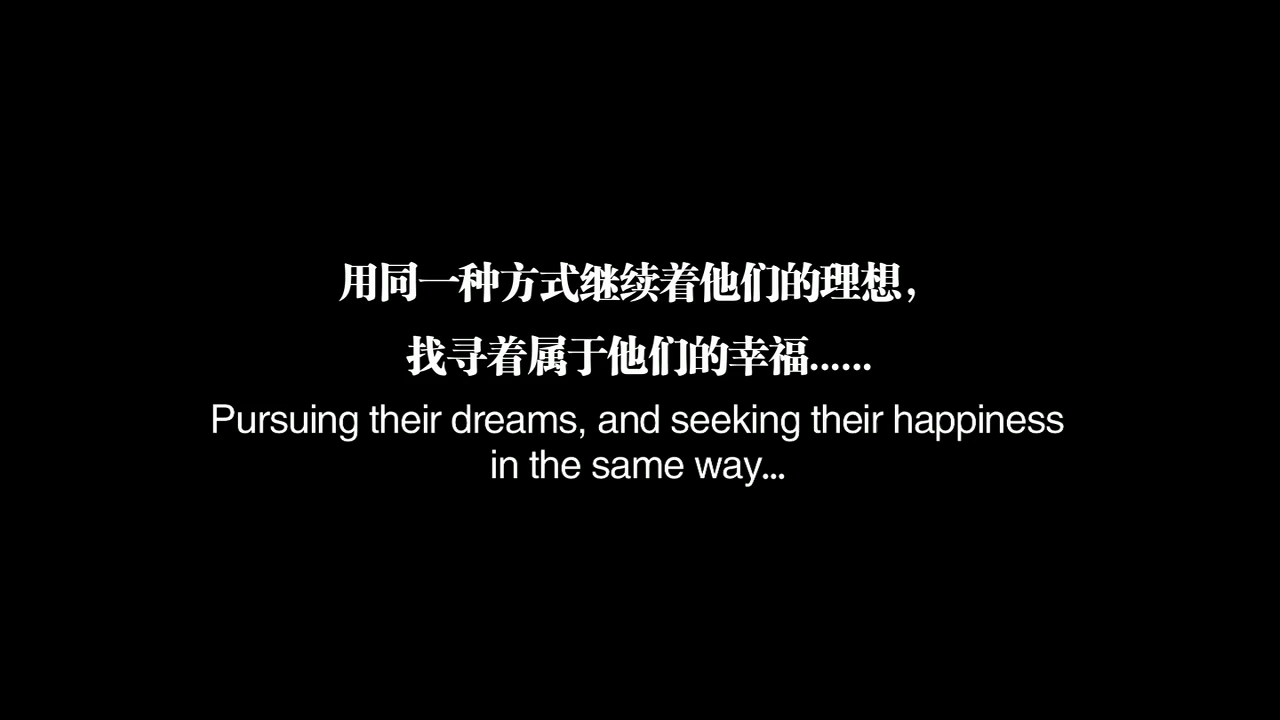 用同一种方式继续着他们的理想，
找寻着属于他们的幸福......
Pursuing their dreams, and seeking their happiness
in the same way...